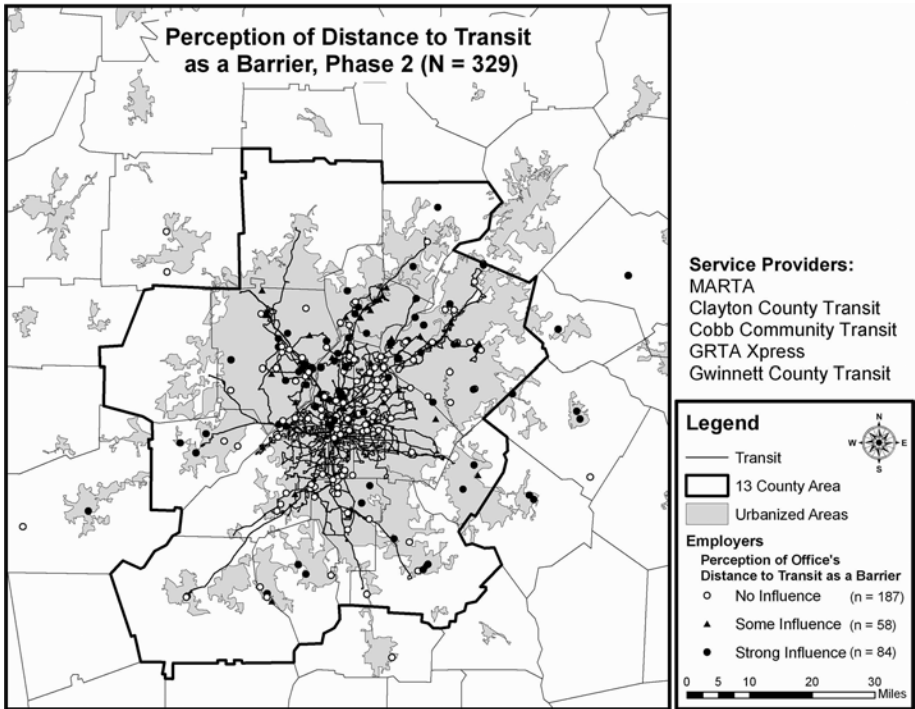 Perception of Distance to Transit
as a Barrier, Phase 2 (N = 329)
Service Providers:
MARTA
Clayton County Transit
Cobb Community Transit
GRTA Xpress
Gwinnett County Transit
Legend
N
W E
S
Transit
13 County Area
Urbanized Areas
Employers
Perception of Office's
Distance to Transit as a Barrier
No Influence (n = 187)
Some Influence (n = 58)
Strong Influence (n = 84)
0 5 10 20 30
Miles